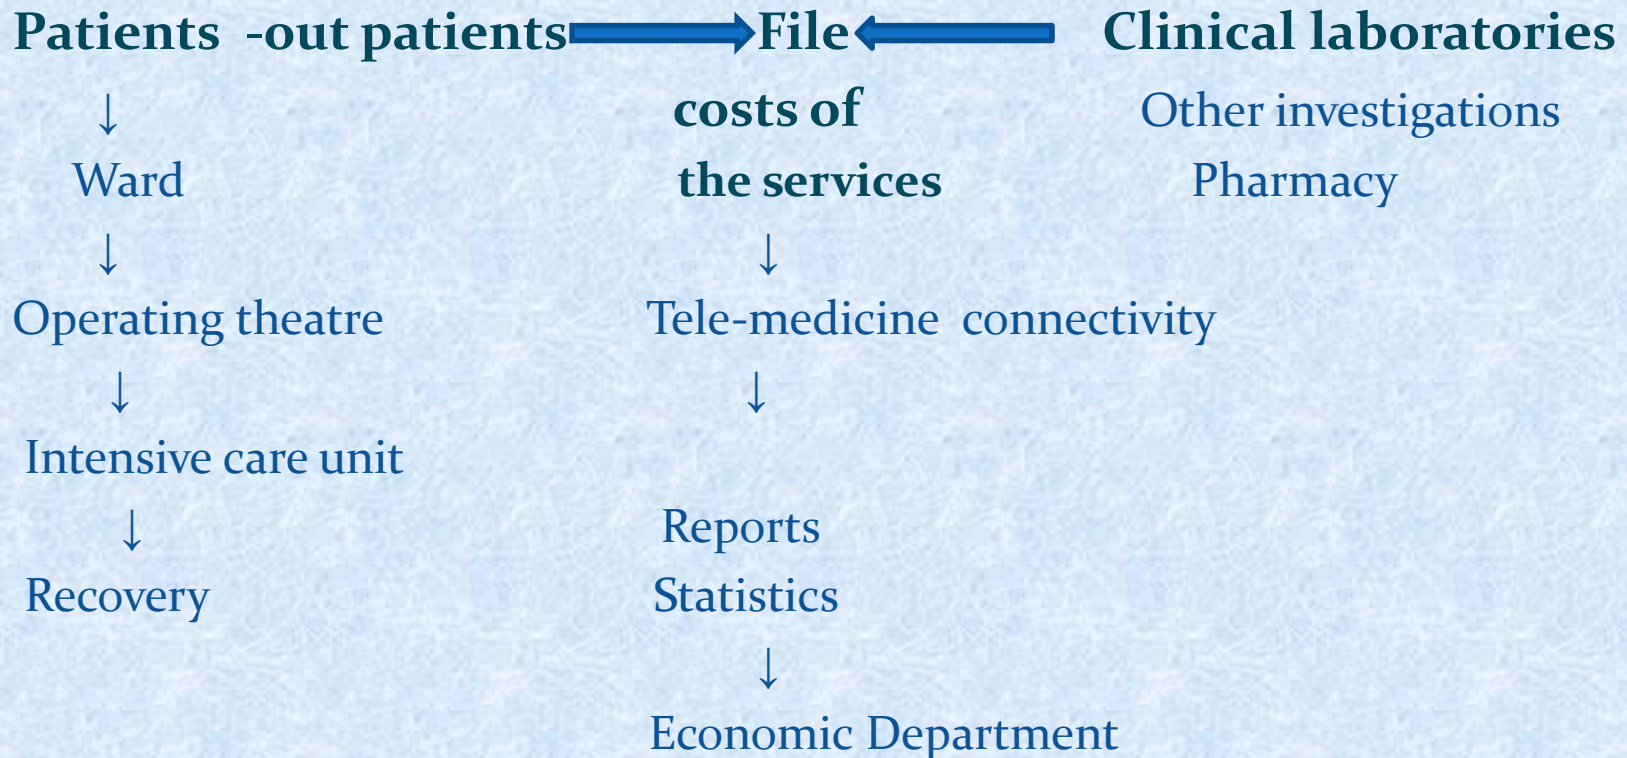 Patients -out patients File Clinical laboratories
↓ costs of Other investigations
Ward the services Pharmacy
↓ ↓
Operating theatre Tele-medicine connectivity
↓ ↓
Intensive care unit
↓ Reports
Recovery Statistics
↓
Economic Department